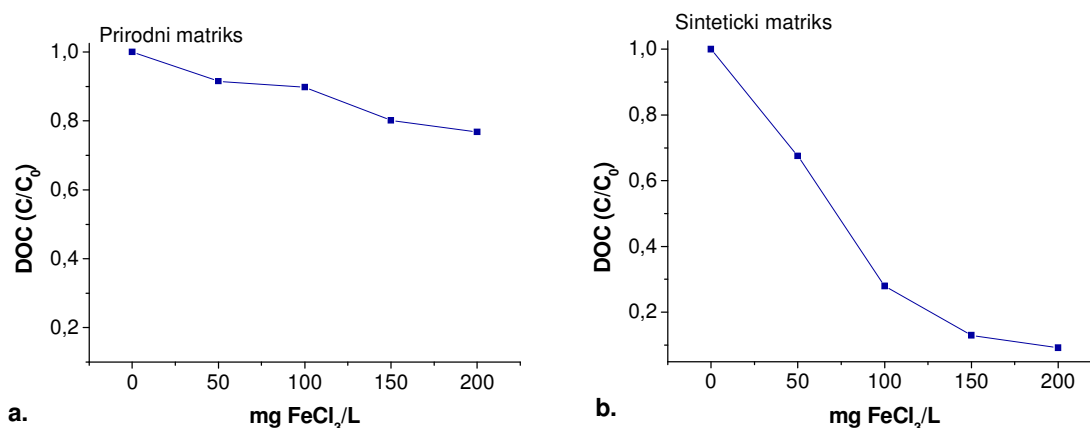 Prirodni matriks
1,0
0,8
0,6
0,4
0,2
DOC (C/C₀)
0 50 100 150 200
mg FeCl₃/L
a.
Sinteticki matriks
1,0
0,8
0,6
0,4
0,2
DOC (C/C₀)
0 50 100 150 200
mg FeCl₃/L
b.